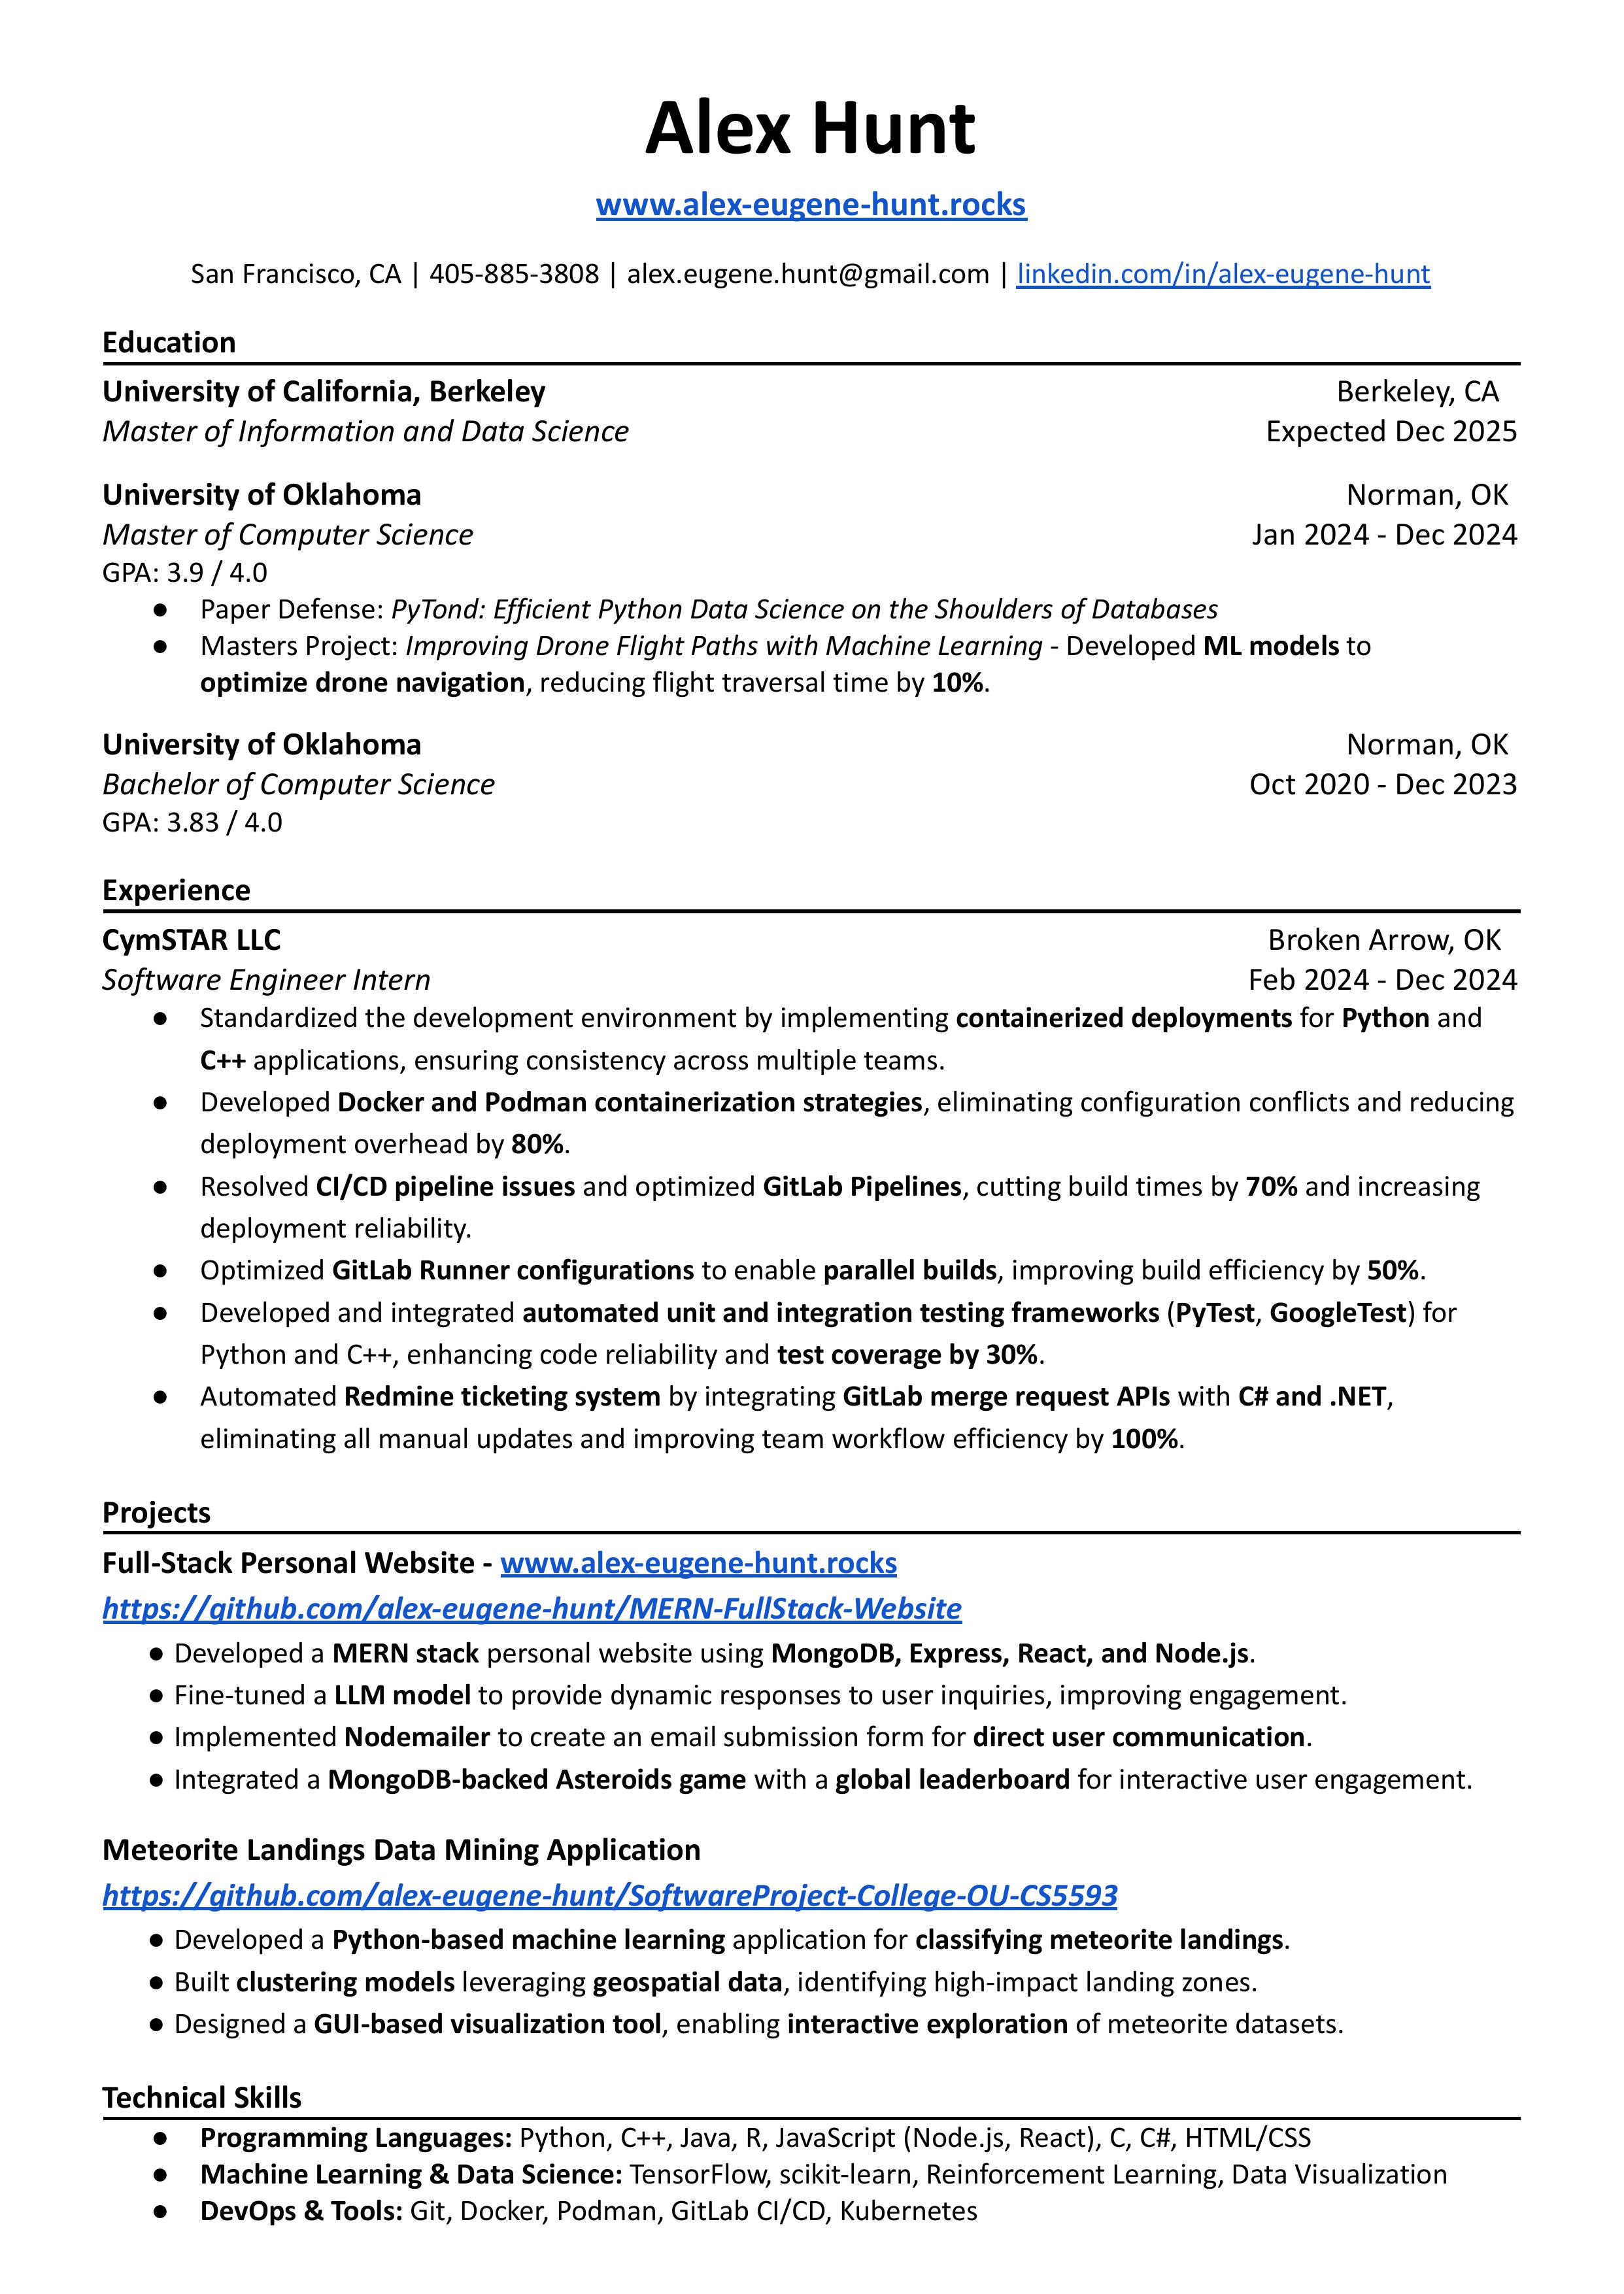 Alex Hunt
www.alex-eugene-hunt.rocks
San Francisco, CA | 405-885-3808 | alex.eugene.hunt@gmail.com | linkedin.com/in/alex-eugene-hunt
Education
University of California, Berkeley Berkeley, CA
Master of Information and Data Science Expected Dec 2025
University of Oklahoma Norman, OK
Master of Computer Science Jan 2024 - Dec 2024
GPA: 3.9 / 4.0
● Paper Defense: PyTond: Efficient Python Data Science on the Shoulders of Databases
● Masters Project: Improving Drone Flight Paths with Machine Learning - Developed ML models to
optimize drone navigation, reducing flight traversal time by 10%.
University of Oklahoma Norman, OK
Bachelor of Computer Science Oct 2020 - Dec 2023
GPA: 3.83 / 4.0
Experience
CymSTAR LLC Broken Arrow, OK
Software Engineer Intern Feb 2024 - Dec 2024
● Standardized the development environment by implementing containerized deployments for Python and
C++ applications, ensuring consistency across multiple teams.
● Developed Docker and Podman containerization strategies, eliminating configuration conflicts and reducing
deployment overhead by 80%.
● Resolved CI/CD pipeline issues and optimized GitLab Pipelines, cutting build times by 70% and increasing
deployment reliability.
● Optimized GitLab Runner configurations to enable parallel builds, improving build efficiency by 50%.
● Developed and integrated automated unit and integration testing frameworks (PyTest, GoogleTest) for
Python and C++, enhancing code reliability and test coverage by 30%.
● Automated Redmine ticketing system by integrating GitLab merge request APIs with C# and .NET,
eliminating all manual updates and improving team workflow efficiency by 100%.
Projects
Full-Stack Personal Website - www.alex-eugene-hunt.rocks
https://github.com/alex-eugene-hunt/MERN-FullStack-Website
● Developed a MERN stack personal website using MongoDB, Express, React, and Node.js.
● Fine-tuned a LLM model to provide dynamic responses to user inquiries, improving engagement.
● Implemented Nodemailer to create an email submission form for direct user communication.
● Integrated a MongoDB-backed Asteroids game with a global leaderboard for interactive user engagement.
Meteorite Landings Data Mining Application
https://github.com/alex-eugene-hunt/SoftwareProject-College-OU-CS5593
● Developed a Python-based machine learning application for classifying meteorite landings.
● Built clustering models leveraging geospatial data, identifying high-impact landing zones.
● Designed a GUI-based visualization tool, enabling interactive exploration of meteorite datasets.
Technical Skills
● Programming Languages: Python, C++, Java, R, JavaScript (Node.js, React), C, C#, HTML/CSS
● Machine Learning & Data Science: TensorFlow, scikit-learn, Reinforcement Learning, Data Visualization
● DevOps & Tools: Git, Docker, Podman, GitLab CI/CD, Kubernetes